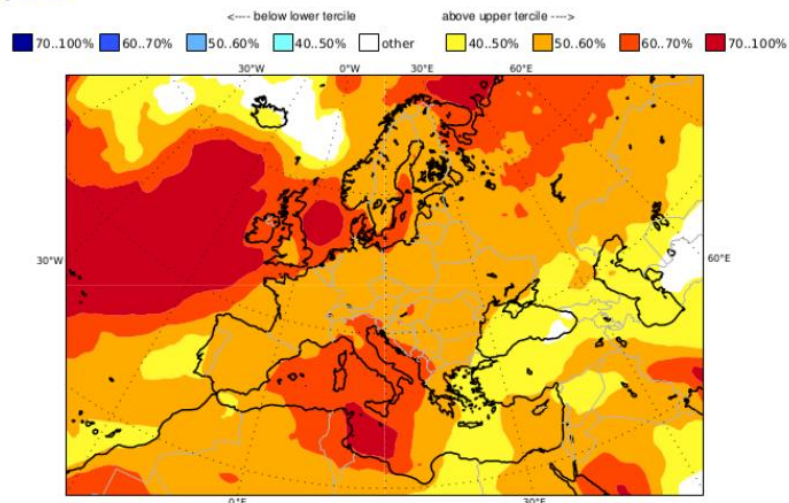 <---- below lower tercile above upper tercile ---->
70..100% 60..70% 50..60% 40..50% other 40..50% 50..60% 60..70% 70..100%
30°W 0°W 30°E 60°E
30°W 60°E
0°E 30°E